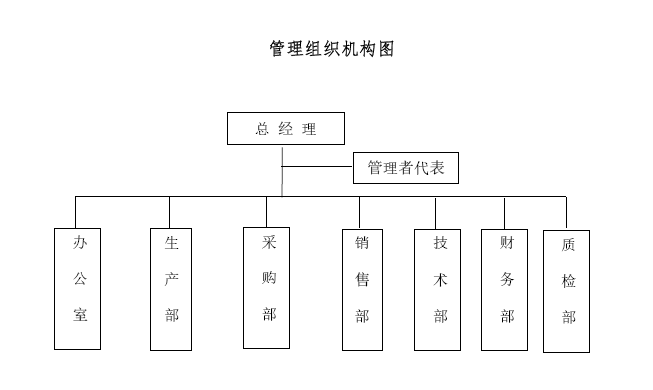 管理组织机构图
总 经 理
管理者代表
办公室
生产部
采购部
销售部
技术部
财务部
质检部